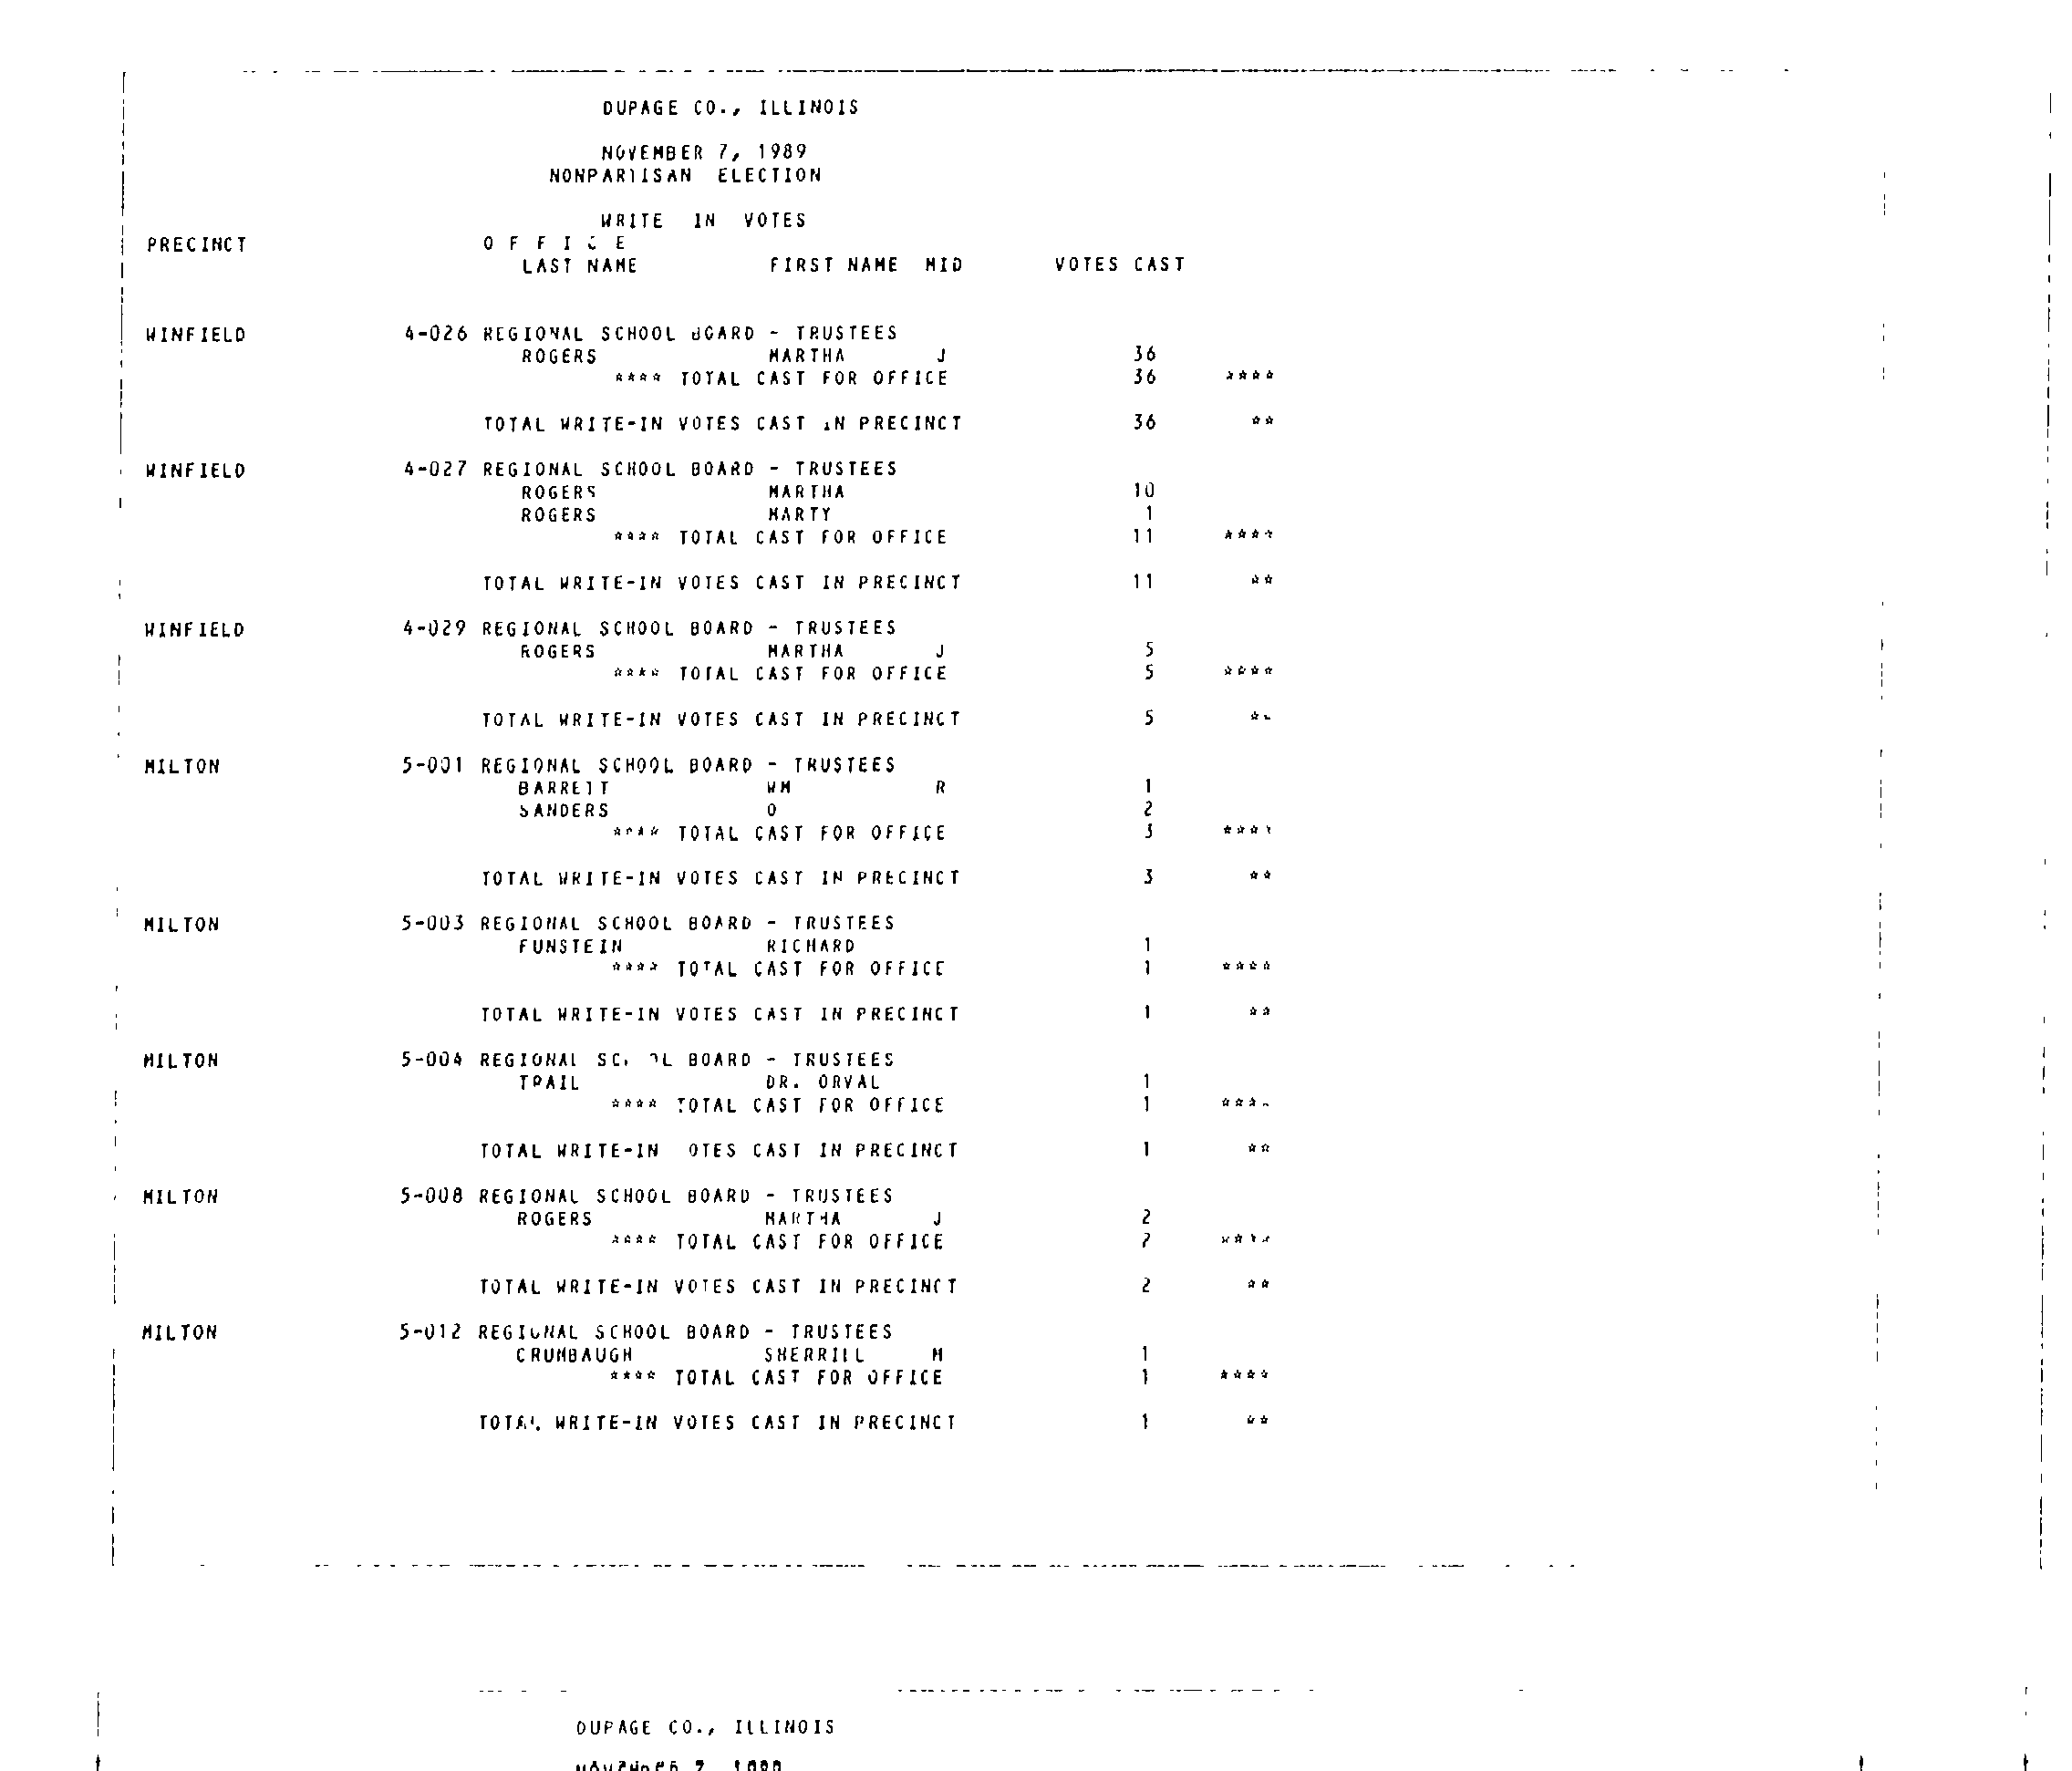 DUPAGE CO., ILLINOIS
NOVEMBER 7, 1989
NONPARTISAN ELECTION
WRITE IN VOTES
PRECINCT O F F I C E
LAST NAME FIRST NAME MID VOTES CAST
WINFIELD 4-026 REGIONAL SCHOOL BOARD - TRUSTEES
ROGERS MARTHA J 36
**** TOTAL CAST FOR OFFICE 36 ****
TOTAL WRITE-IN VOTES CAST IN PRECINCT 36 **
WINFIELD 4-027 REGIONAL SCHOOL BOARD - TRUSTEES
ROGERS MARTHA 10
ROGERS MARTY 1
**** TOTAL CAST FOR OFFICE 11 ****
TOTAL WRITE-IN VOTES CAST IN PRECINCT 11 **
WINFIELD 4-029 REGIONAL SCHOOL BOARD - TRUSTEES
ROGERS MARTHA J 5
**** TOTAL CAST FOR OFFICE 5 ****
TOTAL WRITE-IN VOTES CAST IN PRECINCT 5 **
MILTON 5-001 REGIONAL SCHOOL BOARD - TRUSTEES
BARRETT WM R 1
SANDERS O 2
**** TOTAL CAST FOR OFFICE 3 ****
TOTAL WRITE-IN VOTES CAST IN PRECINCT 3 **
MILTON 5-003 REGIONAL SCHOOL BOARD - TRUSTEES
FUNSTEIN RICHARD 1
**** TOTAL CAST FOR OFFICE 1 ****
TOTAL WRITE-IN VOTES CAST IN PRECINCT 1 **
MILTON 5-004 REGIONAL SCHOOL BOARD - TRUSTEES
TRAIL DR. ORVAL 1
**** TOTAL CAST FOR OFFICE 1 ****
TOTAL WRITE-IN VOTES CAST IN PRECINCT 1 **
MILTON 5-008 REGIONAL SCHOOL BOARD - TRUSTEES
ROGERS MARTHA J 2
**** TOTAL CAST FOR OFFICE 2 ****
TOTAL WRITE-IN VOTES CAST IN PRECINCT 2 **
MILTON 5-012 REGIONAL SCHOOL BOARD - TRUSTEES
CRUMBAUGH SHERRILL M 1
**** TOTAL CAST FOR OFFICE 1 ****
TOTAL WRITE-IN VOTES CAST IN PRECINCT 1 **
DUPAGE CO., ILLINOIS
NOVEMBER 7, 1989